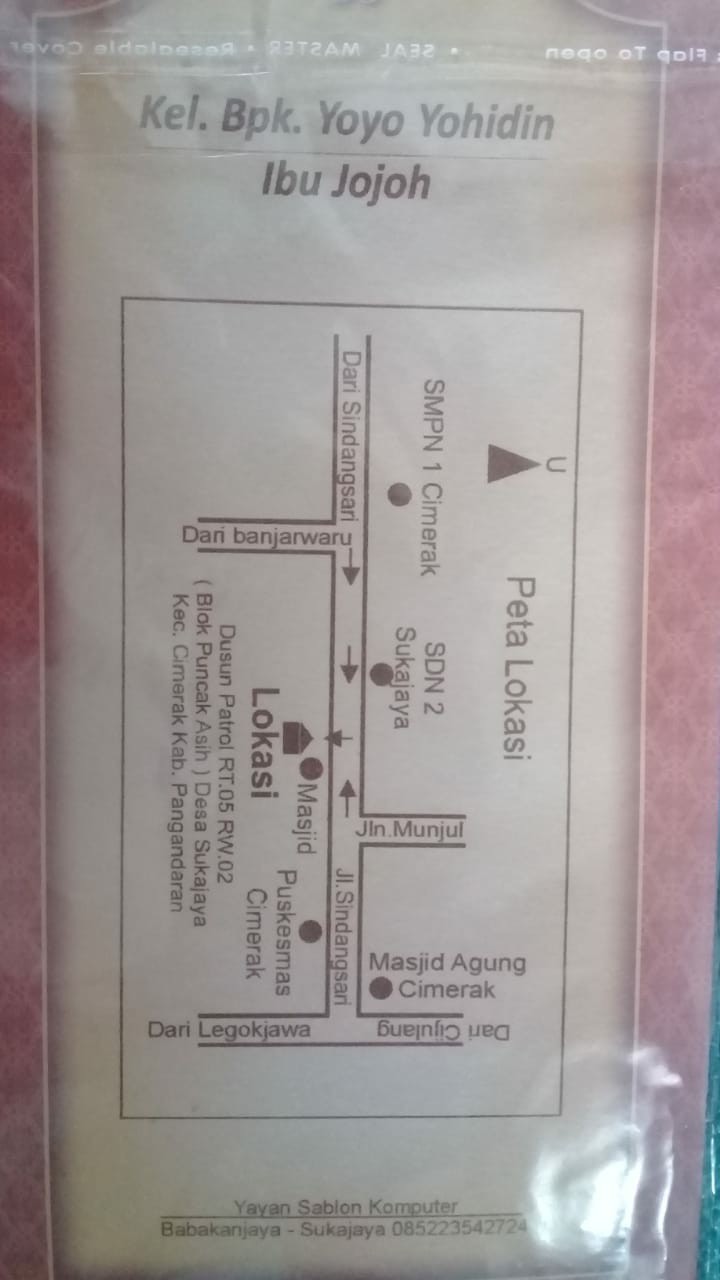 Flap To open • SEAL MASTER • Resealable Cover
Kel. Bpk. Yoyo Yohidin
Ibu Jojoh
Peta Lokasi
U
SMPN 1 Cimerak
Dari Sindangsari
Dari banjarwaru
SDN 2
Sukajaya
Masjid
Lokasi
Dusun Patrol RT.05 RW.02
( Blok Puncak Asih ) Desa Sukajaya
Kec. Cimerak Kab. Pangandaran
Jln.Munjul
Jl.Sindangsari
Puskesmas
Cimerak
Masjid Agung
Cimerak
Dari Legokjawa
Dari Cijulang
Yayan Sablon Komputer
Babakanjaya - Sukajaya 085223542724